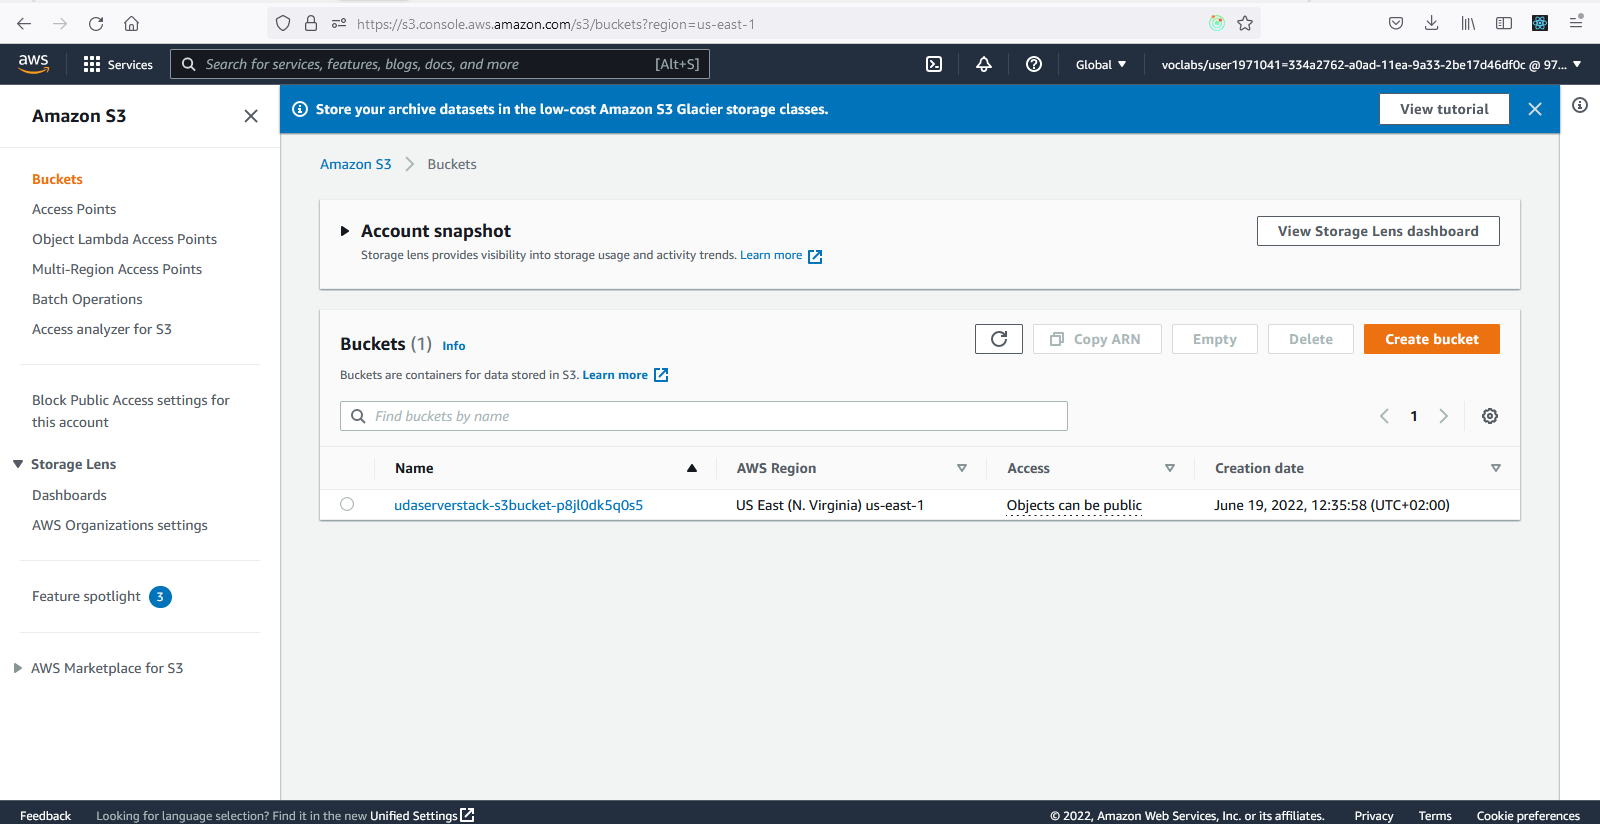 https://s3.console.aws.amazon.com/s3/buckets?region=us-east-1
aws
Services
Search for services, features, blogs, docs, and more
[Alt+S]
Global
voclabs/user1971041=334a2762-a0ad-11ea-9a33-2be17d46df0c @ 97...
Amazon S3
Buckets
Access Points
Object Lambda Access Points
Multi-Region Access Points
Batch Operations
Access analyzer for S3
Block Public Access settings for
this account
Storage Lens
Dashboards
AWS Organizations settings
Feature spotlight 3
AWS Marketplace for S3
Store your archive datasets in the low-cost Amazon S3 Glacier storage classes.
View tutorial
Amazon S3 Buckets
Account snapshot
View Storage Lens dashboard
Storage lens provides visibility into storage usage and activity trends. Learn more
Buckets (1) Info
Copy ARN
Empty
Delete
Create bucket
Buckets are containers for data stored in S3. Learn more
Find buckets by name
1
Name AWS Region Access Creation date
udaserverstack-s3bucket-p8jl0dk5q0s5 US East (N. Virginia) us-east-1 Objects can be public June 19, 2022, 12:35:58 (UTC+02:00)
Feedback Looking for language selection? Find it in the new Unified Settings © 2022, Amazon Web Services, Inc. or its affiliates. Privacy Terms Cookie preferences